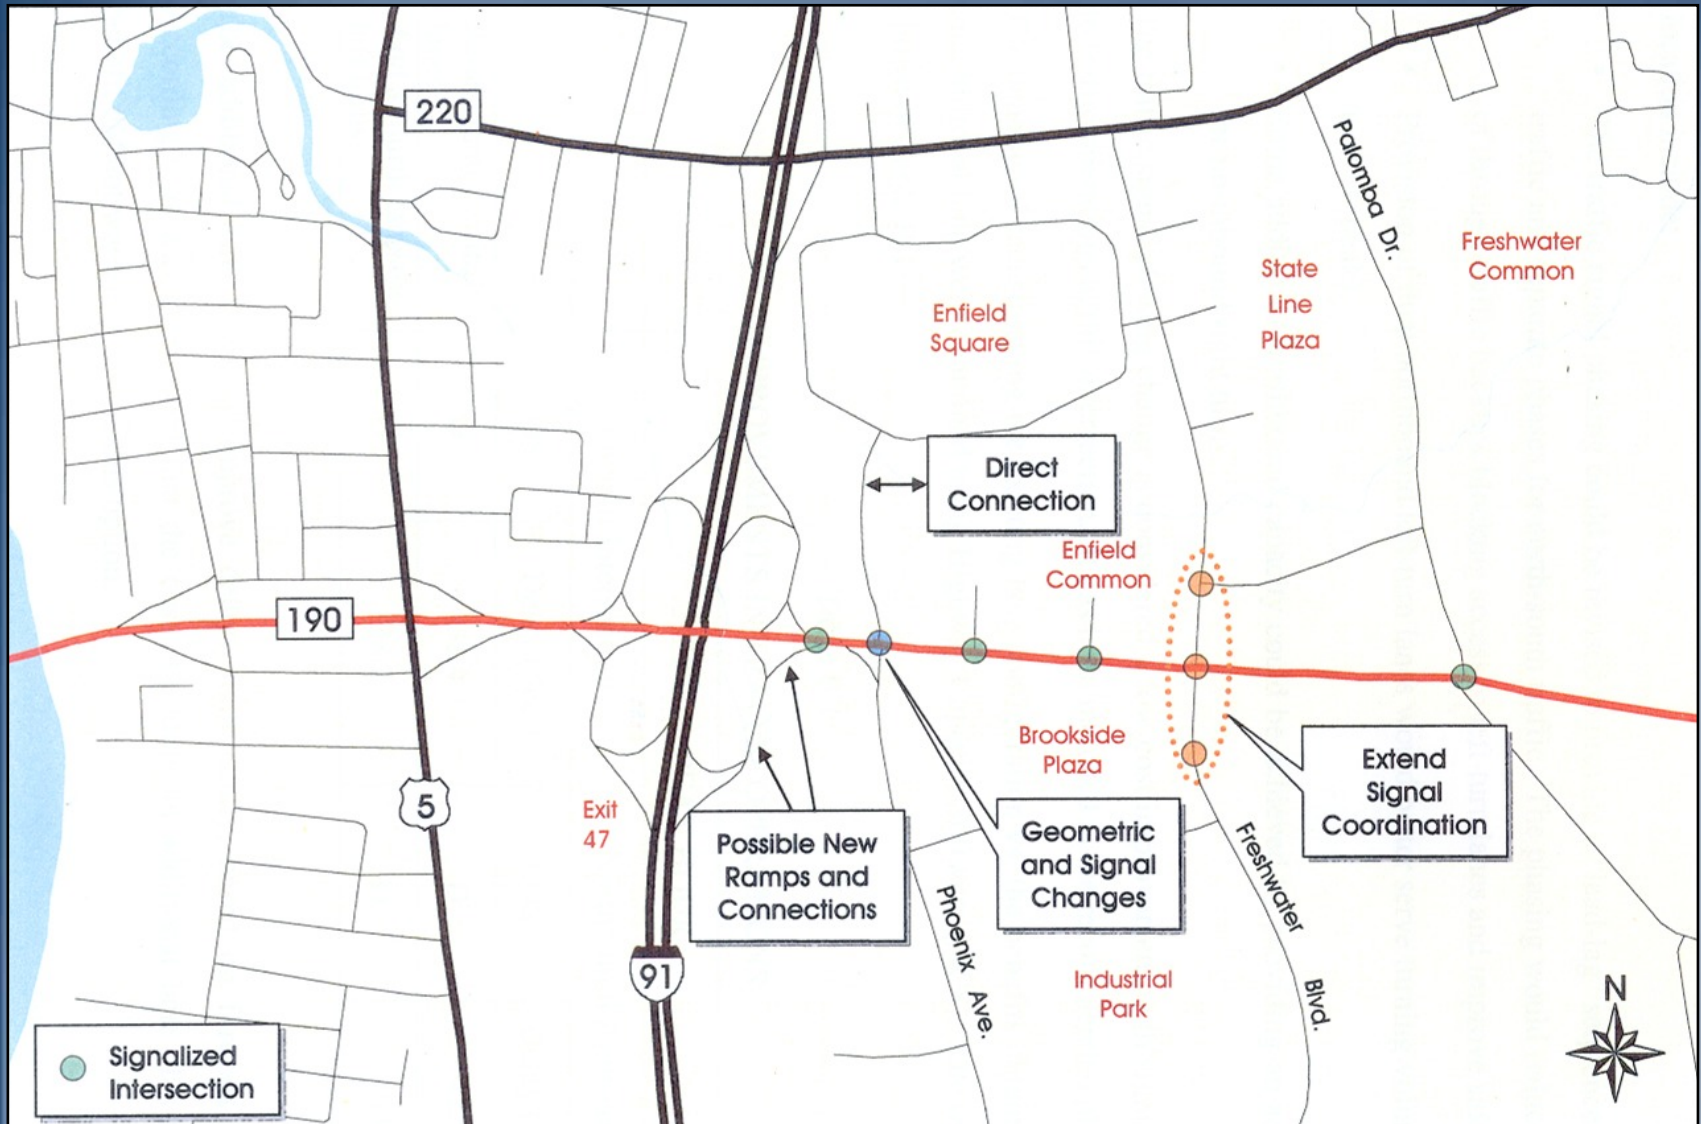 220
Palomba Dr.
Freshwater
Common
State
Line
Plaza
Enfield
Square
Direct
Connection
Enfield
Common
190
Brookside
Plaza
Extend
Signal
Coordination
5
Exit
47
Possible New
Ramps and
Connections
Geometric
and Signal
Changes
Freshwater Blvd.
Phoenix Ave.
91
Industrial
Park
N
Signalized
Intersection